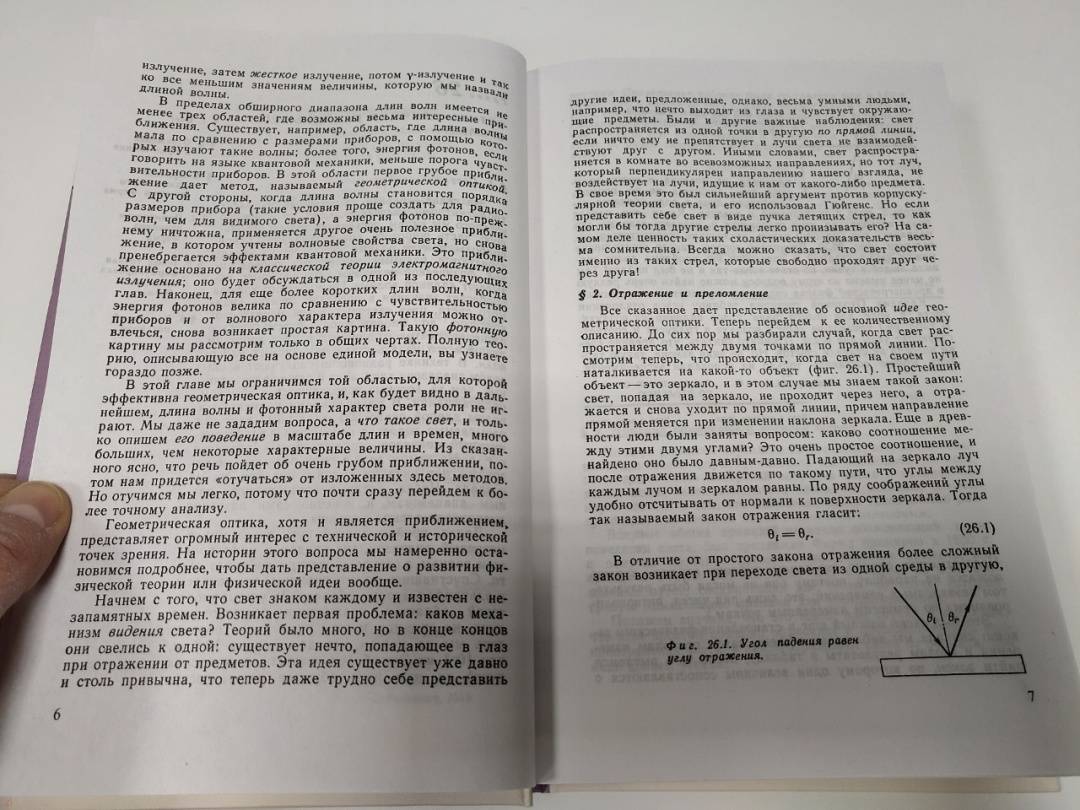 излучение, затем жесткое излучение, потом γ-излучение и так
ко все меньшим значениям величины, которую мы назвали
длиной волны.
В пределах обширного диапазона длин волн имеется не
менее трех областей, где возможны весьма интересные при-
ближения. Существует, например, область, где длина волны
мала по сравнению с размерами приборов, с помощью кото-
рых изучают такие волны; более того, энергия фотонов, если
говорить на языке квантовой механики, меньше порога чувст-
вительности приборов. В этой области первое грубое прибли-
жение дает метод, называемый геометрической оптикой.
С другой стороны, когда длина волны становится порядка
размеров прибора (такие условия проще создать для радио-
волн, чем для видимого света), а энергия фотонов по-преж-
нему ничтожна, применяется другое очень полезное прибли-
жение, в котором учтены волновые свойства света, но снова
пренебрегается эффектами квантовой механики. Это прибли-
жение основано на классической теории электромагнитного
излучения; оно будет обсуждаться в одной из последующих
глав. Наконец, для еще более коротких длин волн, когда
энергия фотонов велика по сравнению с чувствительностью
приборов и от волнового характера излучения можно от-
влечься, снова возникает простая картина. Такую фотонную
картину мы рассмотрим только в общих чертах. Полную тео-
рию, описывающую все на основе единой модели, вы узнаете
гораздо позже.
В этой главе мы ограничимся той областью, для которой
эффективна геометрическая оптика, и, как будет видно в даль-
нейшем, длина волны и фотонный характер света роли не иг-
рают. Мы даже не зададим вопроса, а что такое свет, и толь-
ко опишем его поведение в масштабе длин и времен, много
больших, чем некоторые характерные величины. Из сказан-
ного ясно, что речь пойдет об очень грубом приближении, по-
том нам придется «отучаться» от изложенных здесь методов.
Но отучимся мы легко, потому что почти сразу перейдем к бо-
лее точному анализу.
Геометрическая оптика, хотя и является приближением,
представляет огромный интерес с технической и исторической
точек зрения. На истории этого вопроса мы намеренно оста-
новимся подробнее, чтобы дать представление о развитии фи-
зической теории или физической идеи вообще.
Начнем с того, что свет знаком каждому и известен с не-
запамятных времен. Возникает первая проблема: каков меха-
низм видения света? Теорий было много, но в конце концов
они свелись к одной: существует нечто, попадающее в глаз
при отражении от предметов. Эта идея существует уже давно
и столь привычна, что теперь даже трудно себе представить
6
другие идеи, предложенные, однако, весьма умными людьми,
например, что нечто выходит из глаза и чувствует окружаю-
щие предметы. Были и другие важные наблюдения: свет
распространяется из одной точки в другую по прямой линии,
если ничто ему не препятствует и лучи света не взаимодей-
ствуют друг с другом. Иными словами, свет распростра-
няется в комнате во всевозможных направлениях, но тот луч,
который перпендикулярен направлению нашего взгляда, не
воздействует на лучи, идущие к нам от какого-либо предмета.
В свое время это был сильнейший аргумент против корпуску-
лярной теории света, и его использовал Гюйгенс. Но если
представить себе свет в виде пучка летящих стрел, то как
могли бы тогда другие стрелы легко пронизывать его? На са-
мом деле ценность таких схоластических доказательств весь-
ма сомнительна. Всегда можно сказать, что свет состоит
именно из таких стрел, которые свободно проходят друг че-
рез друга!
§ 2. Отражение и преломление
Все сказанное дает представление об основной идее гео-
метрической оптики. Теперь перейдем к ее количественному
описанию. До сих пор мы разбирали случай, когда свет рас-
пространяется между двумя точками по прямой линии. По-
смотрим теперь, что происходит, когда свет на своем пути
наталкивается на какой-то объект (фиг. 26.1). Простейший
объект — это зеркало, и в этом случае мы знаем такой закон:
свет, попадая на зеркало, не проходит через него, а отра-
жается и снова уходит по прямой линии, причем направление
прямой меняется при изменении наклона зеркала. Еще в древ-
ности люди были заняты вопросом: каково соотношение ме-
жду этими двумя углами? Это очень простое соотношение, и
найдено оно было давным-давно. Падающий на зеркало луч
после отражения движется по такому пути, что углы между
каждым лучом и зеркалом равны. По ряду соображений углы
удобно отсчитывать от нормали к поверхности зеркала. Тогда
так называемый закон отражения гласит:
θi = θr. (26.1)
В отличие от простого закона отражения более сложный
закон возникает при переходе света из одной среды в другую,
θi θr
Фиг. 26.1. Угол падения равен
углу отражения.
7